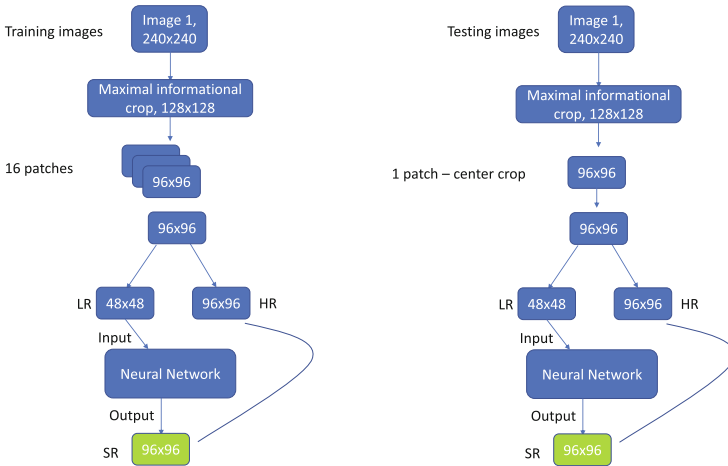 Training images
Image 1,
240x240
Maximal informational
crop, 128x128
16 patches
96x96
96x96
LR
48x48
96x96
HR
Input
Neural Network
Output
SR
96x96
Testing images
Image 1,
240x240
Maximal informational
crop, 128x128
1 patch – center crop
96x96
96x96
LR
48x48
96x96
HR
Input
Neural Network
Output
SR
96x96